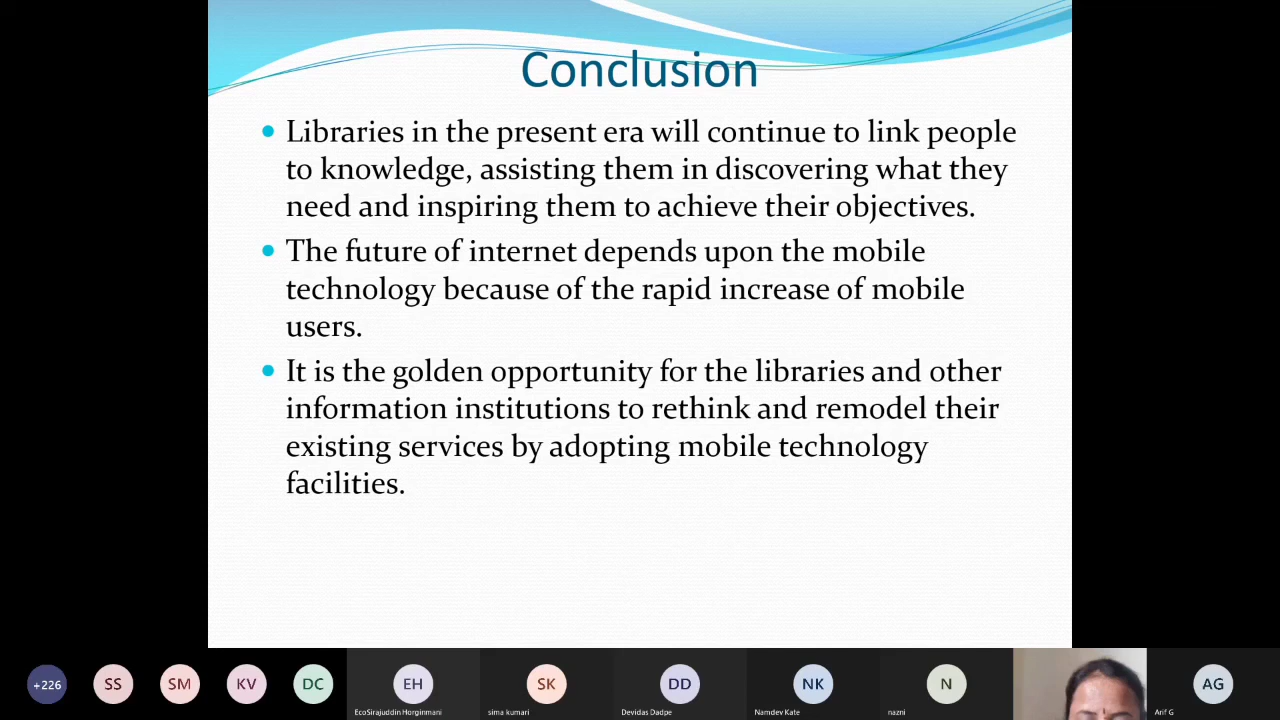 Conclusion
Libraries in the present era will continue to link people
to knowledge, assisting them in discovering what they
need and inspiring them to achieve their objectives.
The future of internet depends upon the mobile
technology because of the rapid increase of mobile
users.
It is the golden opportunity for the libraries and other
information institutions to rethink and remodel their
existing services by adopting mobile technology
facilities.
+226
SS
SM
KV
DC
EH
SK
DD
NK
N
AG
EcoSirajuddin Horginmani
sima kumari
Devidas Dadpe
Namdev Kate
nazni
Arif G